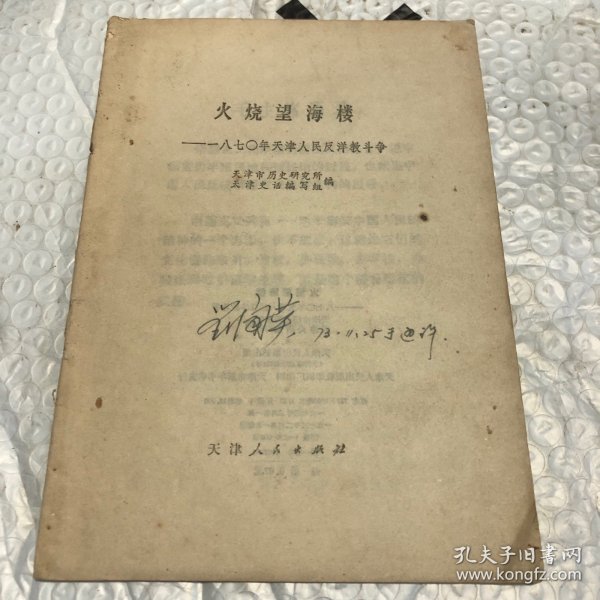 火烧望海楼
——一八七〇年天津人民反洋教斗争
天津市历史研究所
天津史话编写组 编
73.11.25于
天津人民出版社
孔夫子旧书网
www.kongfz.com